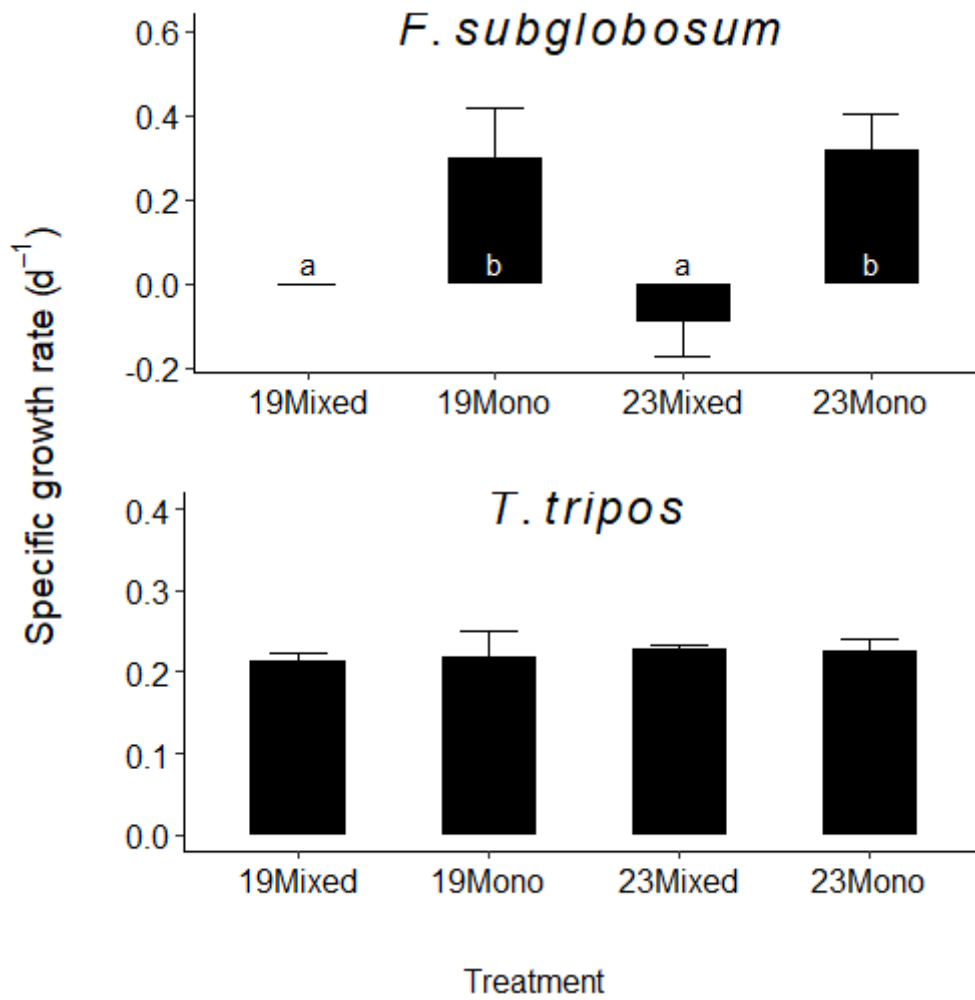 F. subglobosum
0.6
0.4
0.2
0.0
-0.2
a
b
a
b
19Mixed 19Mono 23Mixed 23Mono
Specific growth rate (d⁻¹)
T. tripos
0.4
0.3
0.2
0.1
0.0
19Mixed 19Mono 23Mixed 23Mono
Treatment